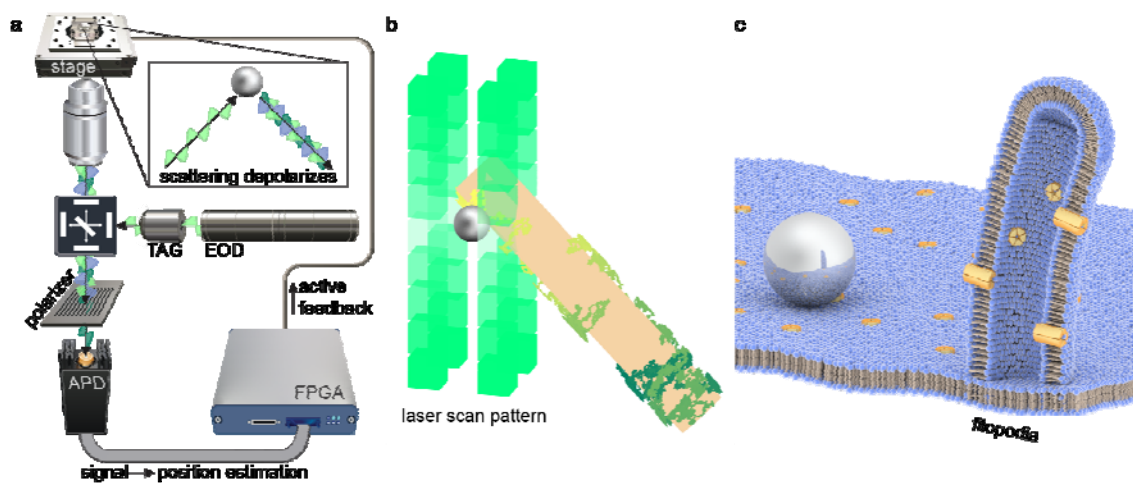 a
stage
scattering depolarizes
TAG
EOD
polarizer
active
feedback
APD
FPGA
signal
position estimation
b
laser scan pattern
c
filopodia